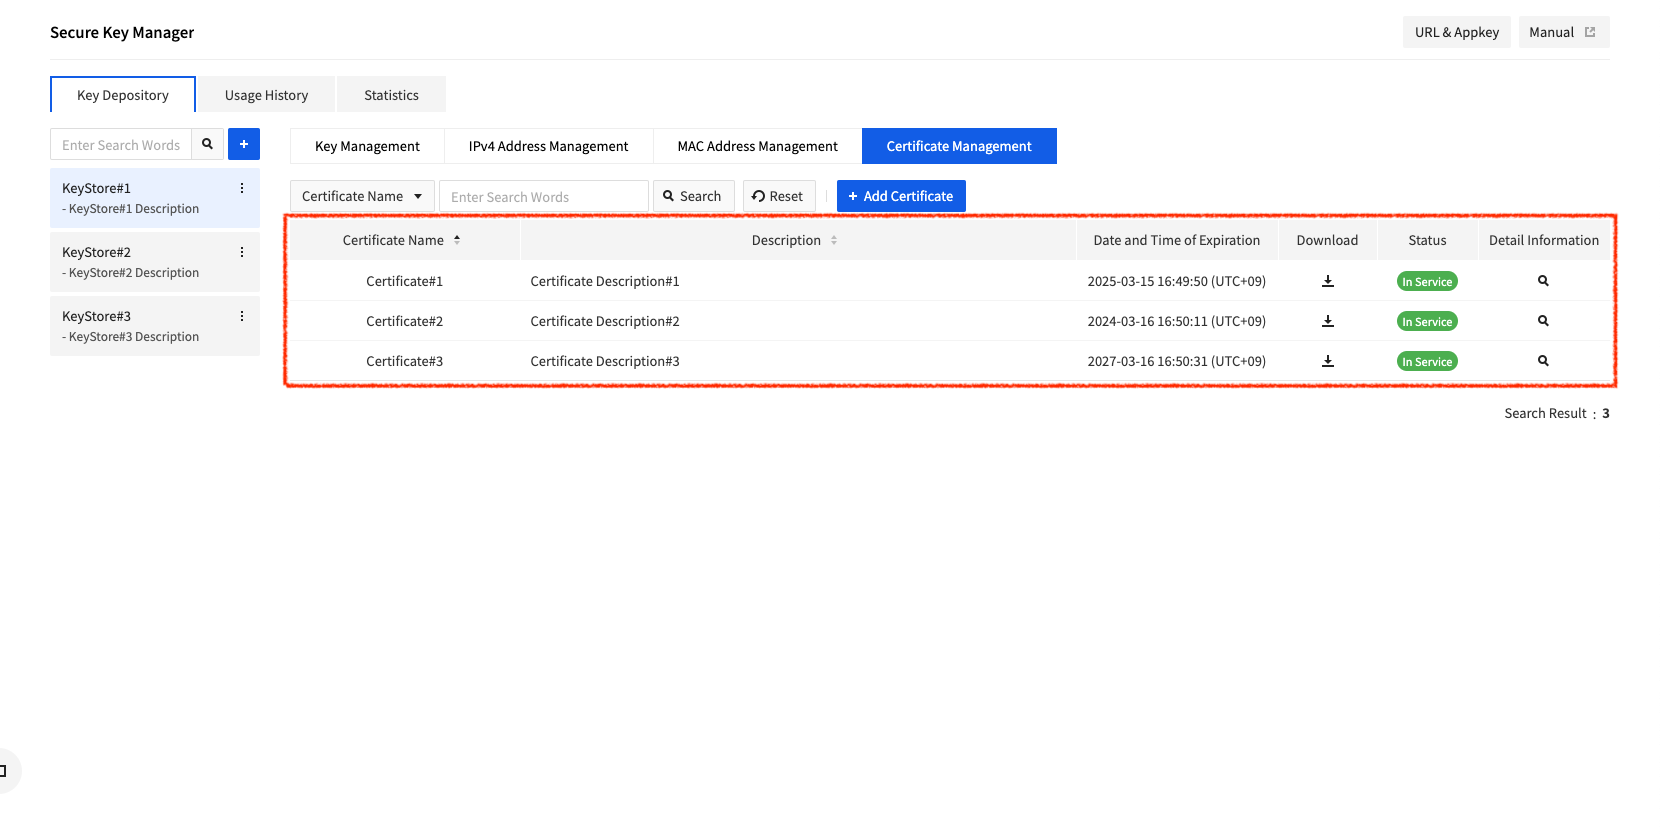 Secure Key Manager
URL & Appkey
Manual
Key Depository
Usage History
Statistics
Enter Search Words
+
KeyStore#1
- KeyStore#1 Description
KeyStore#2
- KeyStore#2 Description
KeyStore#3
- KeyStore#3 Description
Key Management
IPv4 Address Management
MAC Address Management
Certificate Management
Certificate Name
Enter Search Words
Search
Reset
+ Add Certificate
Certificate Name Description Date and Time of Expiration Download Status Detail Information
Certificate#1 Certificate Description#1 2025-03-15 16:49:50 (UTC+09) In Service
Certificate#2 Certificate Description#2 2024-03-16 16:50:11 (UTC+09) In Service
Certificate#3 Certificate Description#3 2027-03-16 16:50:31 (UTC+09) In Service
Search Result : 3